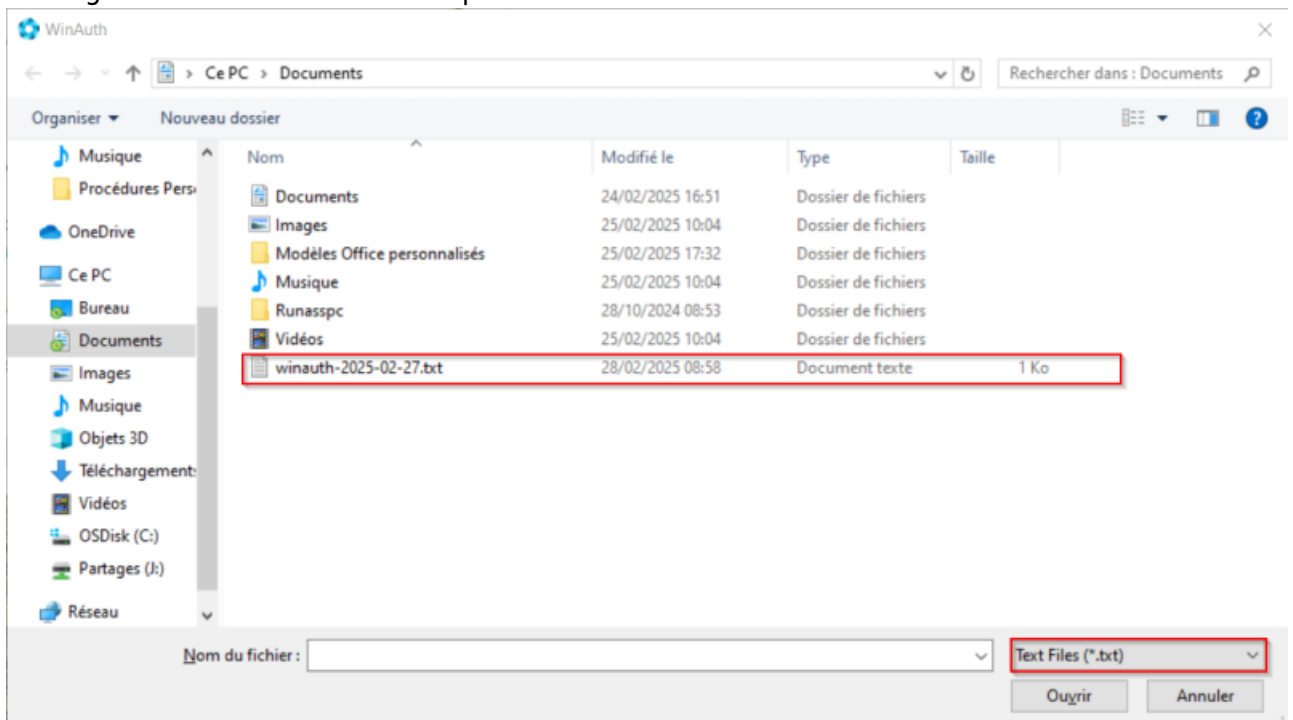 WinAuth
Ce PC > Documents
Rechercher dans : Documents
Organiser
Nouveau dossier
Nom
Modifié le
Type
Taille
Musique
Procédures Pers
OneDrive
Ce PC
Bureau
Documents
Images
Musique
Objets 3D
Téléchargement
Vidéos
OSDisk (C:)
Partages (J:)
Réseau
Documents 24/02/2025 16:51 Dossier de fichiers
Images 25/02/2025 10:04 Dossier de fichiers
Modèles Office personnalisés 25/02/2025 17:32 Dossier de fichiers
Musique 25/02/2025 10:04 Dossier de fichiers
Runasspc 28/10/2024 08:53 Dossier de fichiers
Vidéos 25/02/2025 10:04 Dossier de fichiers
winauth-2025-02-27.txt 28/02/2025 08:58 Document texte 1 Ko
Nom du fichier :
Text Files (*.txt)
Ouvrir
Annuler